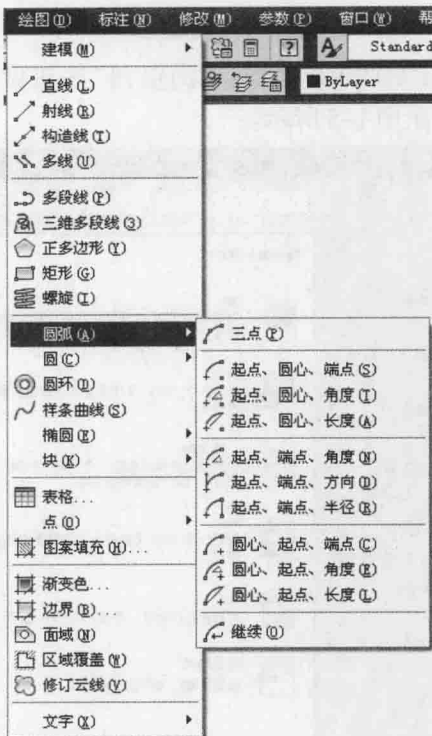 绘图(D) 标注(N) 修改(M) 参数(P) 窗口(W)
建模(M)
Standard
直线(L)
ByLayer
射线(R)
构造线(T)
多线(U)
多段线(P)
三维多段线(3)
正多边形(Y)
矩形(G)
螺旋(I)
圆弧(A)
三点(P)
圆(C)
起点、圆心、端点(S)
圆环(D)
起点、圆心、角度(T)
样条曲线(S)
起点、圆心、长度(A)
椭圆(E)
块(K)
起点、端点、角度(N)
表格...
起点、端点、方向(D)
点(O)
起点、端点、半径(R)
图案填充(H)...
圆心、起点、端点(C)
渐变色...
圆心、起点、角度(E)
边界(B)...
圆心、起点、长度(L)
面域(N)
继续(O)
区域覆盖(W)
修订云线(V)
文字(X)